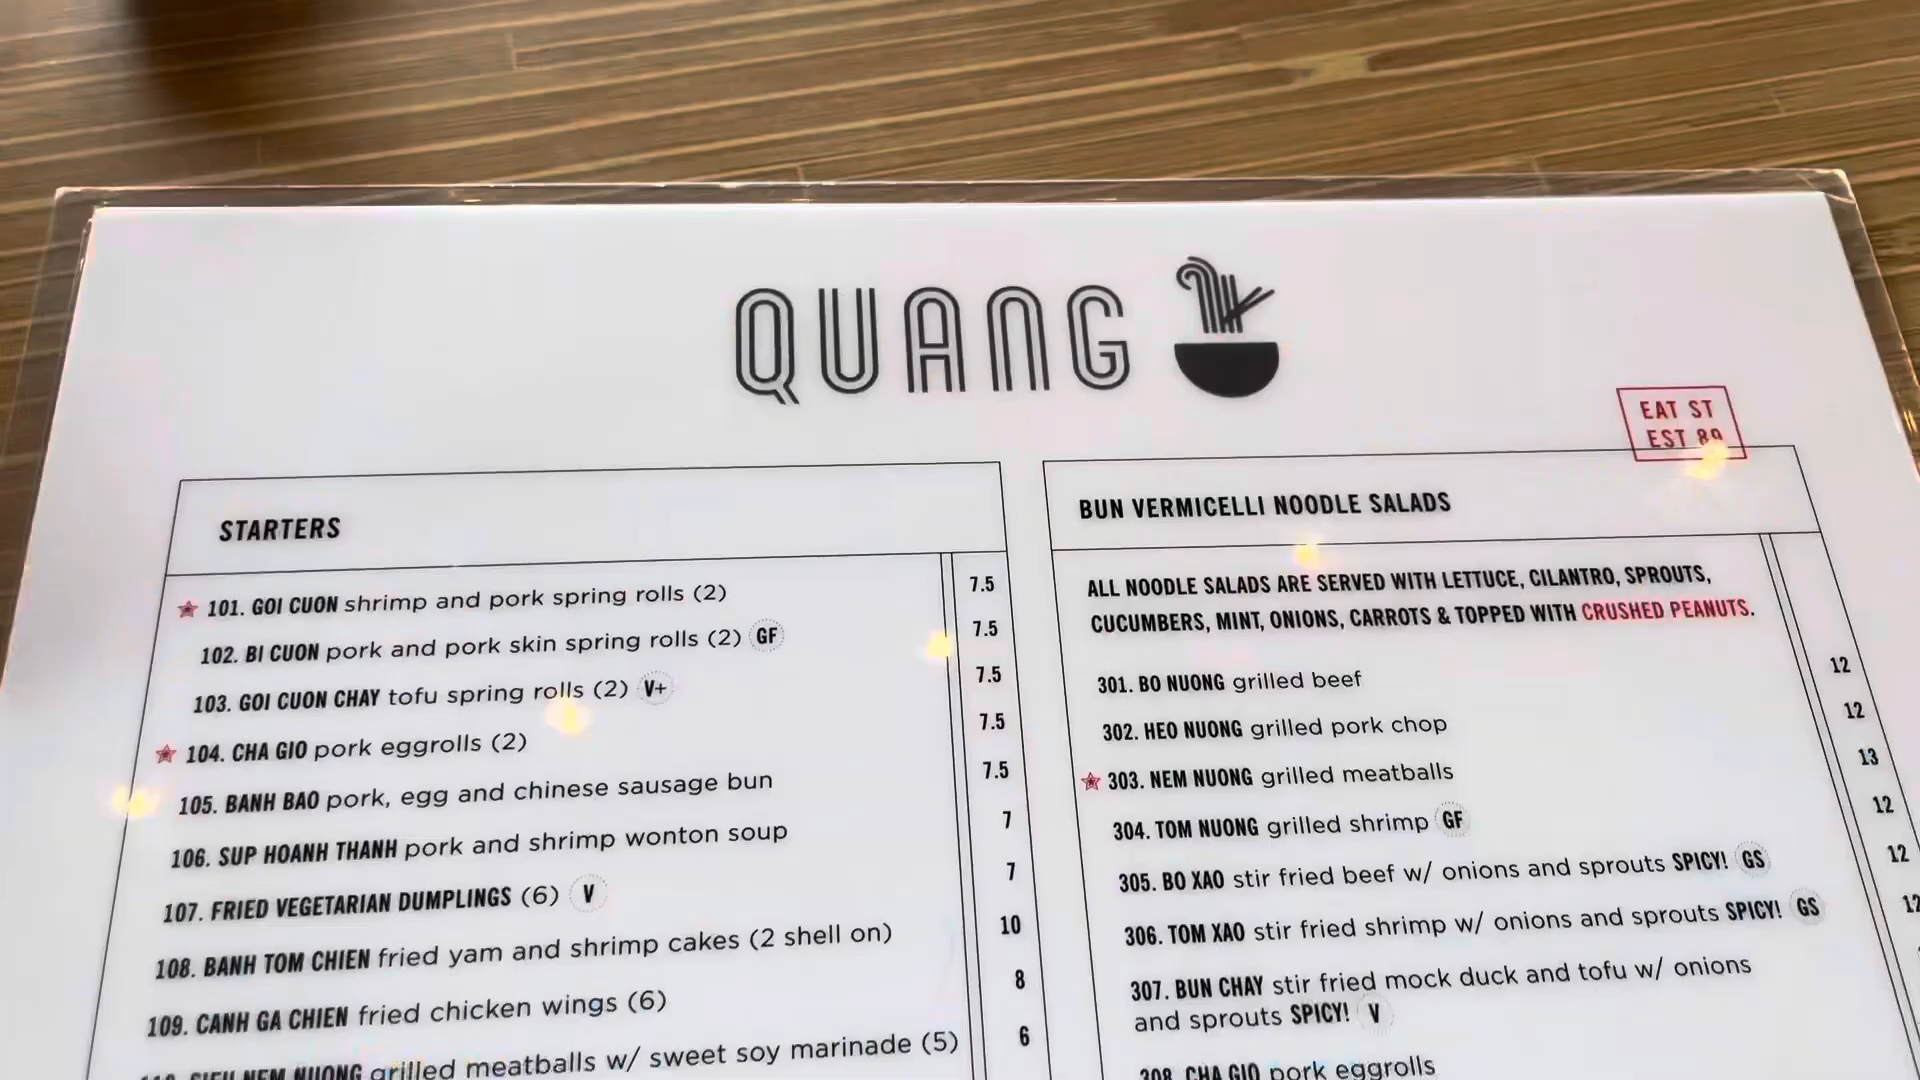 QUANG
EAT ST
EST 89
STARTERS
101. GOI CUON shrimp and pork spring rolls (2) 7.5
102. BI CUON pork and pork skin spring rolls (2) GF 7.5
103. GOI CUON CHAY tofu spring rolls (2) V+ 7.5
104. CHA GIO pork eggrolls (2) 7.5
105. BANH BAO pork, egg and chinese sausage bun 7.5
106. SUP HOANH THANH pork and shrimp wonton soup 7
107. FRIED VEGETARIAN DUMPLINGS (6) V 7
108. BANH TOM CHIEN fried yam and shrimp cakes (2 shell on) 10
109. CANH GA CHIEN fried chicken wings (6) 8
110. SIEU NEM NUONG grilled meatballs w/ sweet soy marinade (5) 6
BUN VERMICELLI NOODLE SALADS
ALL NOODLE SALADS ARE SERVED WITH LETTUCE, CILANTRO, SPROUTS,
CUCUMBERS, MINT, ONIONS, CARROTS & TOPPED WITH CRUSHED PEANUTS.
301. BO NUONG grilled beef 12
302. HEO NUONG grilled pork chop 12
303. NEM NUONG grilled meatballs 13
304. TOM NUONG grilled shrimp GF 12
305. BO XAO stir fried beef w/ onions and sprouts SPICY! GS 12
306. TOM XAO stir fried shrimp w/ onions and sprouts SPICY! GS 12
307. BUN CHAY stir fried mock duck and tofu w/ onions
and sprouts SPICY! V
308. CHA GIO pork eggrolls